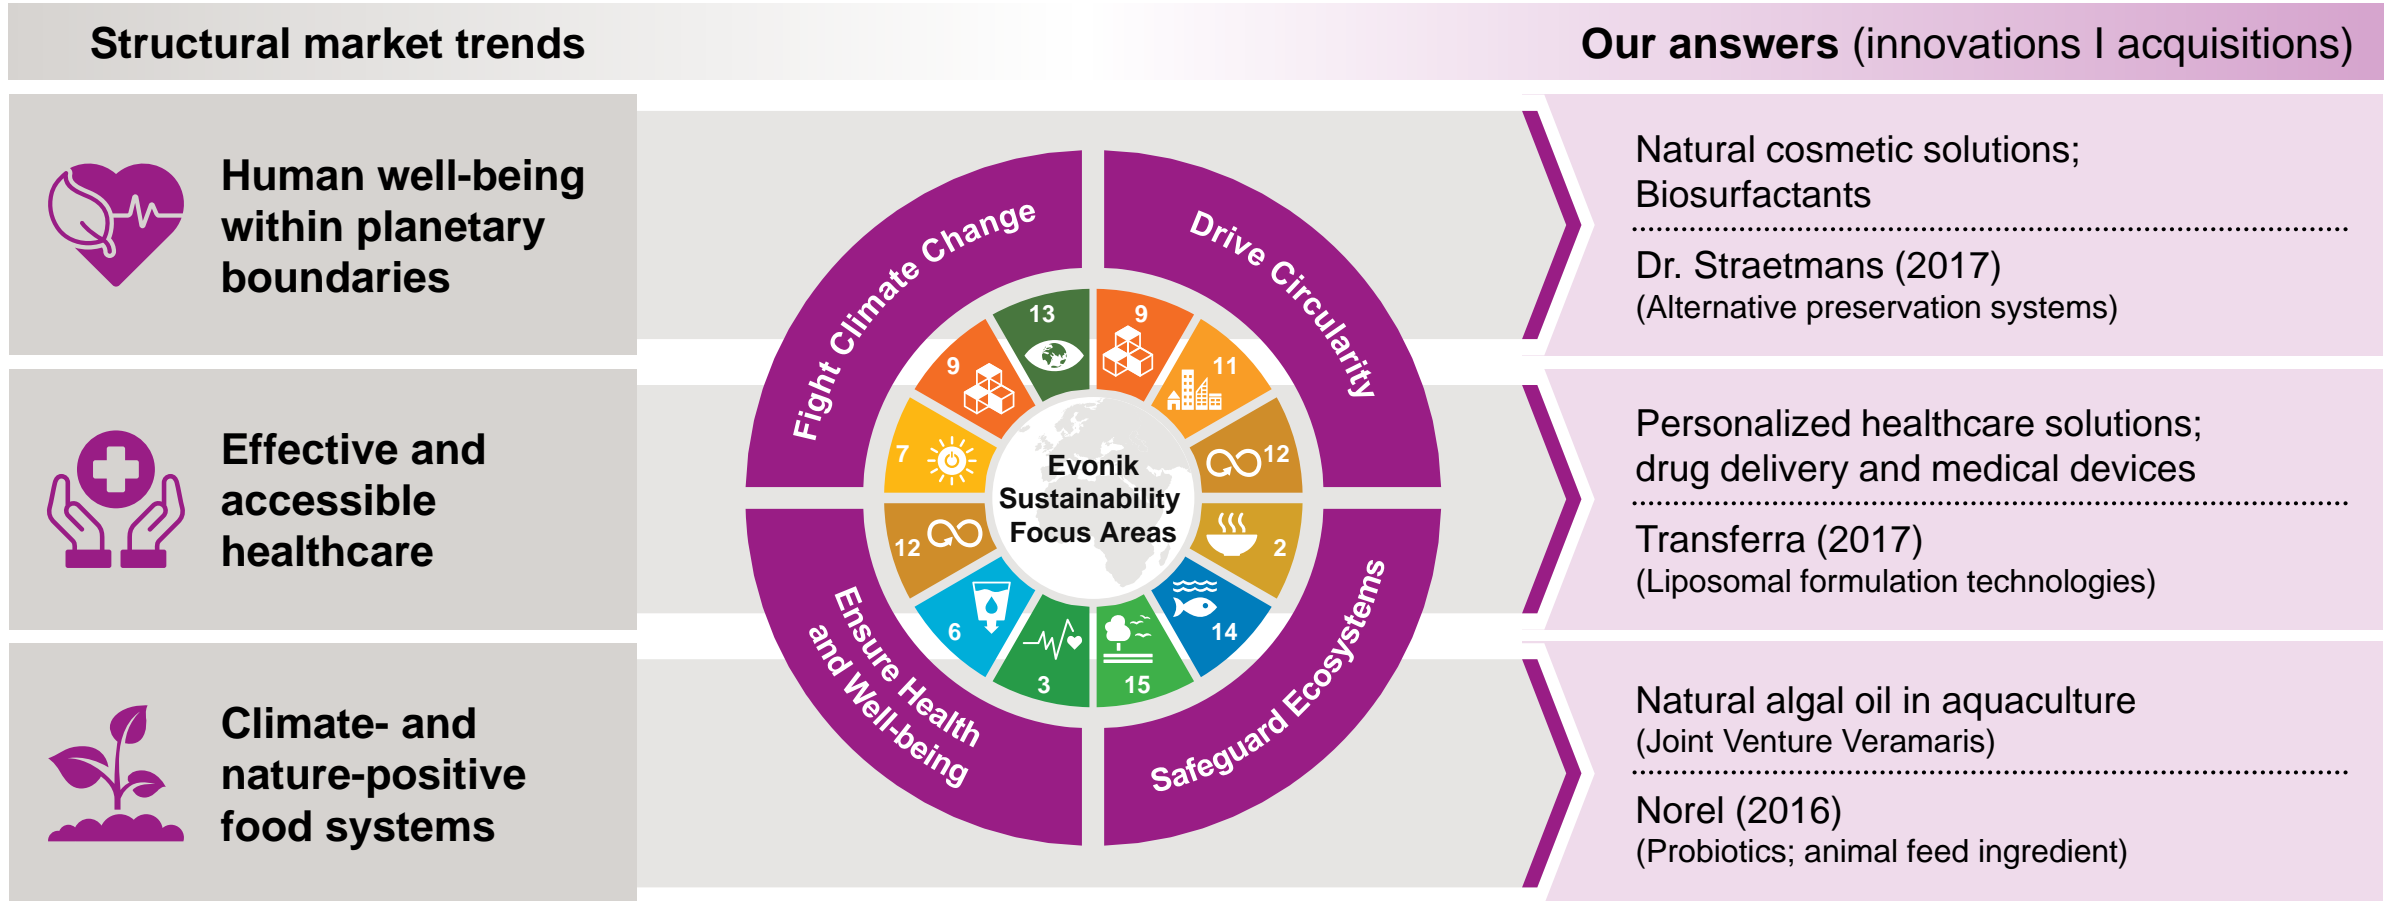 Structural market trends
Our answers (innovations I acquisitions)
Human well-being
within planetary
boundaries
Effective and
accessible
healthcare
Climate- and
nature-positive
food systems
Fight Climate Change
Drive Circularity
Ensure Health
and Well-being
Safeguard Ecosystems
13
9
9
11
7
12
12
2
6
14
3
15
Evonik
Sustainability
Focus Areas
Natural cosmetic solutions;
Biosurfactants
Dr. Straetmans (2017)
(Alternative preservation systems)
Personalized healthcare solutions;
drug delivery and medical devices
Transferra (2017)
(Liposomal formulation technologies)
Natural algal oil in aquaculture
(Joint Venture Veramaris)
Norel (2016)
(Probiotics; animal feed ingredient)